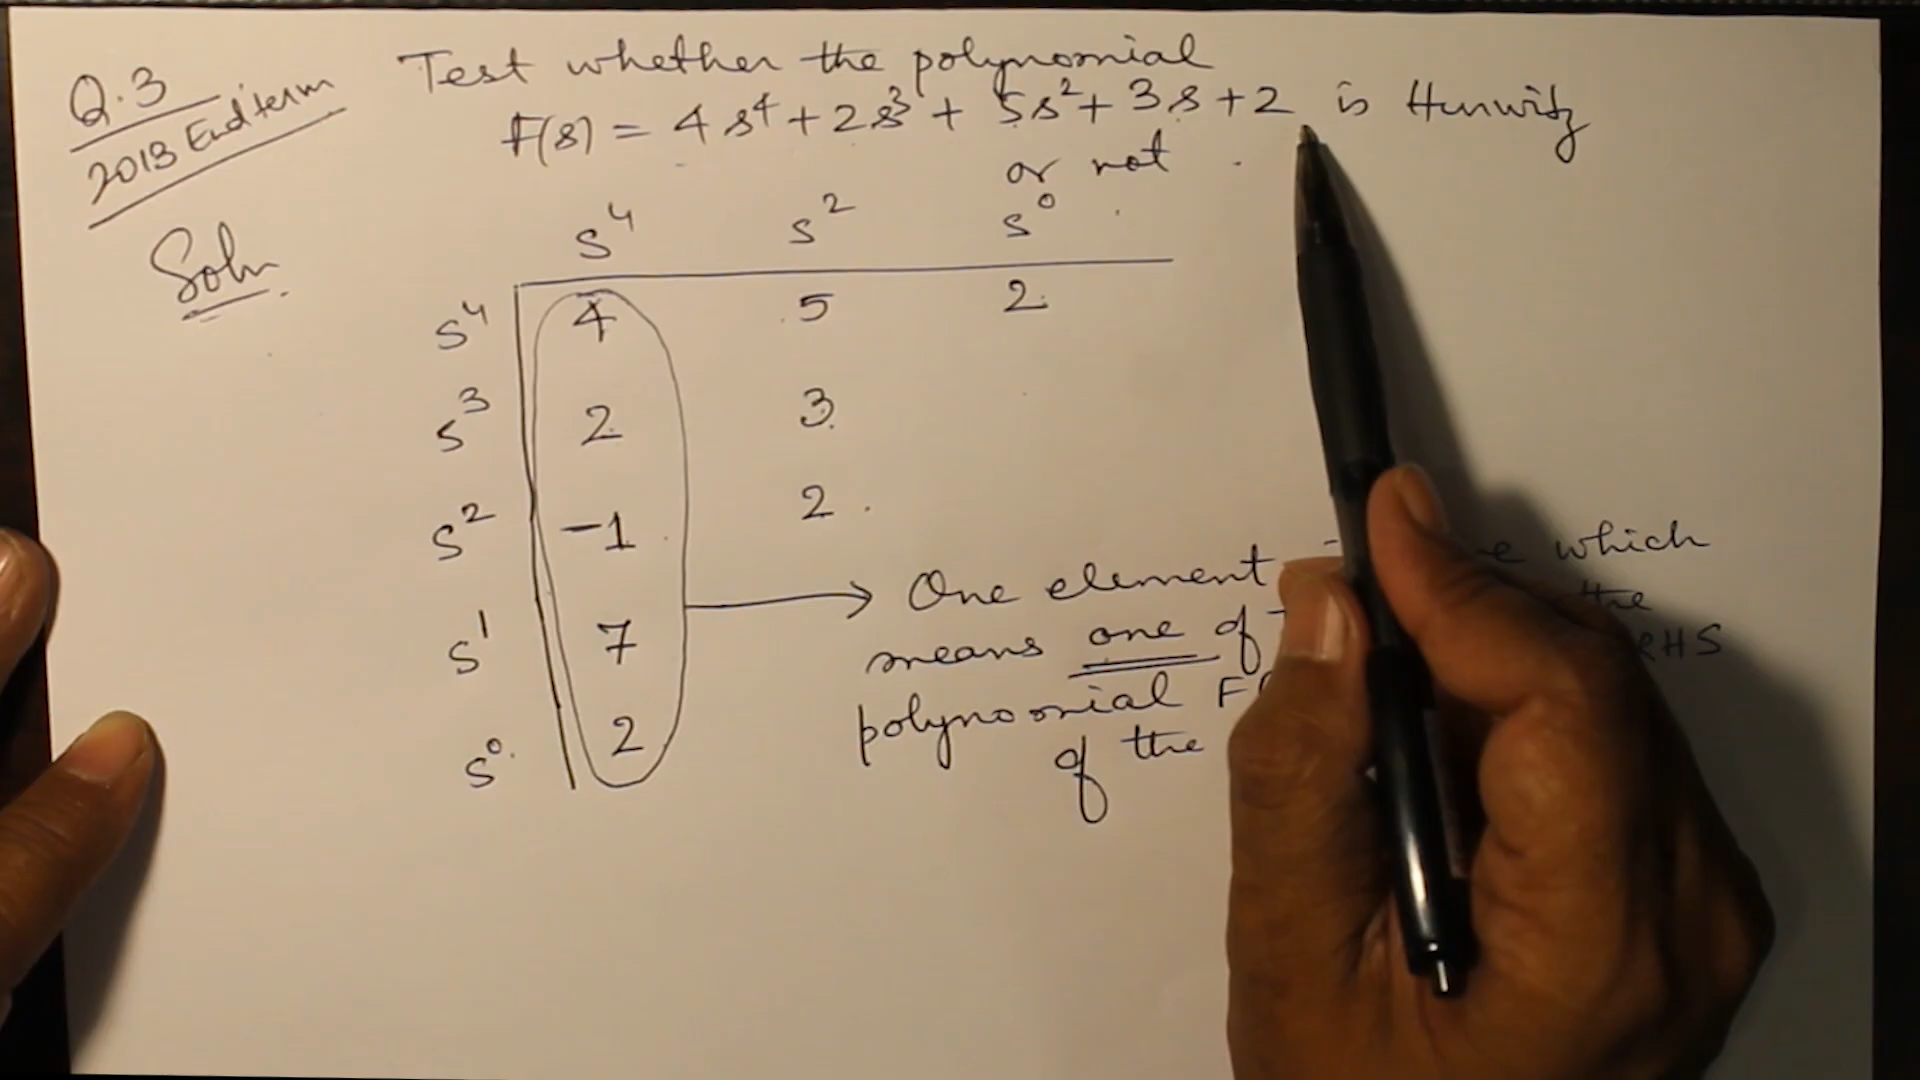 Q.3
2013 End term
Test whether the polynomial
F(s) = 4s⁴ + 2s³ + 5s² + 3s + 2 is Hurwitz
or not.
Soln.
s⁴ s² s⁰
s⁴ 4 5 2
s³ 2 3
s² -1 2
s¹ 7
s⁰ 2
→ One element which
means one of the
polynomial F RHS
of the